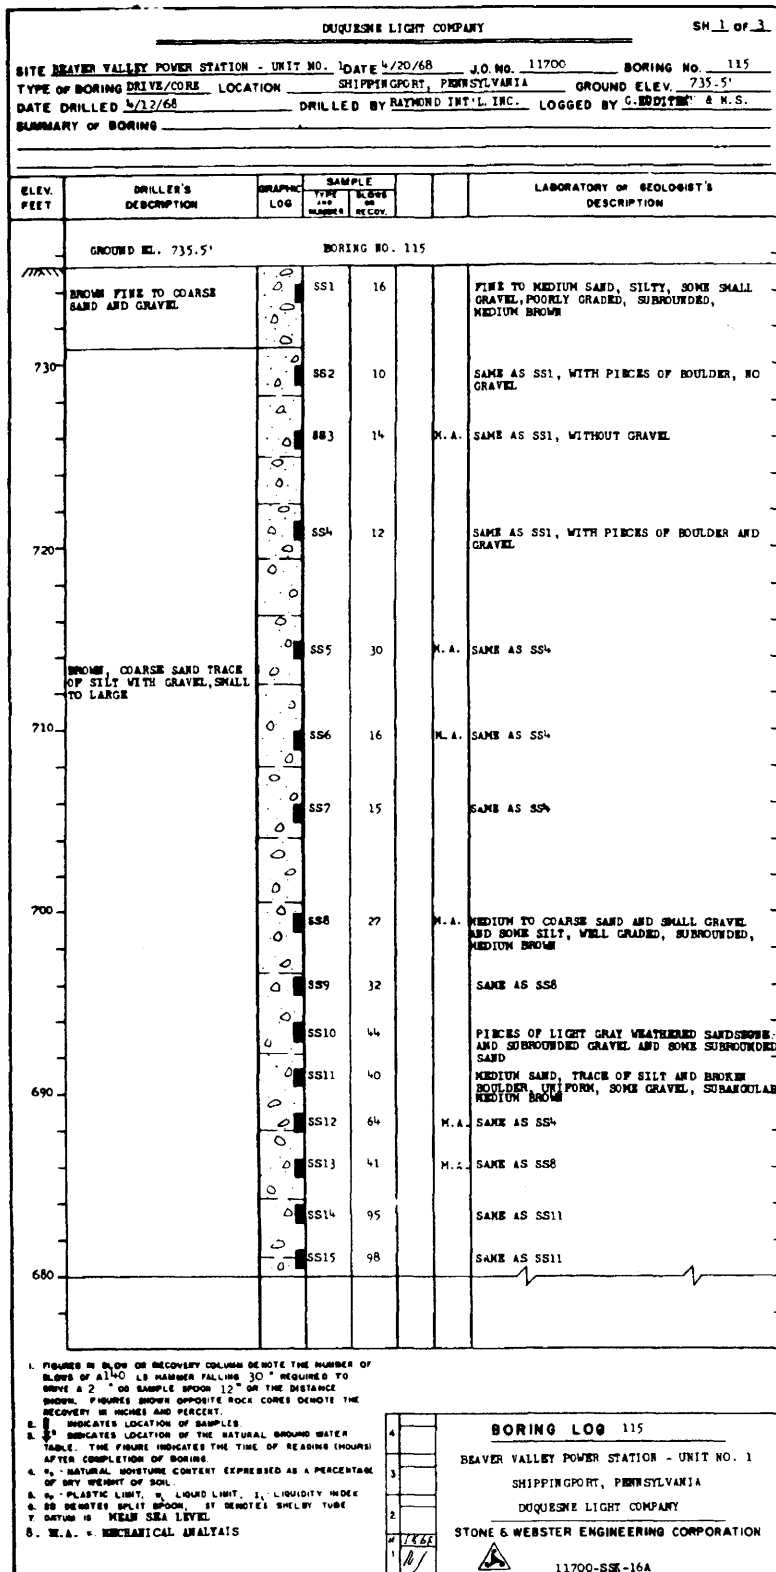 DUQUESNE LIGHT COMPANY
SH 1 OF 3
SITE BEAVER VALLEY POWER STATION - UNIT NO. 1 DATE 4/20/68 J.O. NO. 11700 BORING NO. 115
TYPE OF BORING DRIVE/CORE LOCATION SHIPPINGPORT, PENNSYLVANIA GROUND ELEV. 735.5'
DATE DRILLED 4/12/68 DRILLED BY RAYMOND INT'L. INC. LOGGED BY & M.S.
SUMMARY OF BORING
ELEV. FEET
DRILLER'S DESCRIPTION
GRAPHIC LOG
SAMPLE
TYPE AND NUMBER
BLOWS OR RECOV.
LABORATORY OR GEOLOGIST'S DESCRIPTION
GROUND EL. 735.5' BORING NO. 115
BROWN FINE TO COARSE
SAND AND GRAVEL
SS1 16 FINE TO MEDIUM SAND, SILTY, SOME SMALL
GRAVEL, POORLY GRADED, SUBROUNDED,
MEDIUM BROWN
730
SS2 10 SAME AS SS1, WITH PIECES OF BOULDER, NO
GRAVEL
SS3 14 M.A. SAME AS SS1, WITHOUT GRAVEL
SS4 12 SAME AS SS1, WITH PIECES OF BOULDER AND
GRAVEL
720
SS5 30 M.A. SAME AS SS4
BROWN, COARSE SAND TRACE
OF SILT WITH GRAVEL, SMALL
TO LARGE
710
SS6 16 M.A. SAME AS SS4
SS7 15 SAME AS SS4
700
SS8 27 M.A. MEDIUM TO COARSE SAND AND SMALL GRAVEL
AND SOME SILT, WELL GRADED, SUBROUNDED,
MEDIUM BROWN
SS9 32 SAME AS SS8
SS10 44 PIECES OF LIGHT GRAY WEATHERED SANDSTONE
AND SUBROUNDED GRAVEL AND SOME SUBROUNDED
SAND
SS11 40 MEDIUM SAND, TRACE OF SILT AND BROKEN
BOULDER, UNIFORM, SOME GRAVEL, SUBANGULAR
MEDIUM BROWN
690
SS12 64 M.A. SAME AS SS4
SS13 41 M.A. SAME AS SS8
SS14 95 SAME AS SS11
SS15 98 SAME AS SS11
680
1. FIGURES IN BLOW OR RECOVERY COLUMN DENOTE THE NUMBER OF
BLOWS OF A 140 LB HAMMER FALLING 30" REQUIRED TO
DRIVE A 2" OD SAMPLE SPOON 12" OR THE DISTANCE
SHOWN. FIGURES SHOWN OPPOSITE ROCK CORES DENOTE THE
RECOVERY IN INCHES AND PERCENT.
2. INDICATES LOCATION OF SAMPLES.
3. INDICATES LOCATION OF THE NATURAL GROUND WATER
TABLE. THE FIGURE INDICATES THE TIME OF READING (HOURS)
AFTER COMPLETION OF BORING.
4. - NATURAL MOISTURE CONTENT EXPRESSED AS A PERCENTAGE
OF DRY WEIGHT OF SOIL.
5. - PLASTIC LIMIT, LIQUID LIMIT, - LIQUIDITY INDEX
6. SS DENOTES SPLIT SPOON, ST DENOTES SHELBY TUBE
7. DATUM IS MEAN SEA LEVEL
8. M.A. = MECHANICAL ANALYAIS
4
3
2
1
BORING LOG 115
BEAVER VALLEY POWER STATION - UNIT NO. 1
SHIPPINGPORT, PENNSYLVANIA
DUQUESNE LIGHT COMPANY
STONE & WEBSTER ENGINEERING CORPORATION
11700-SSK-16A